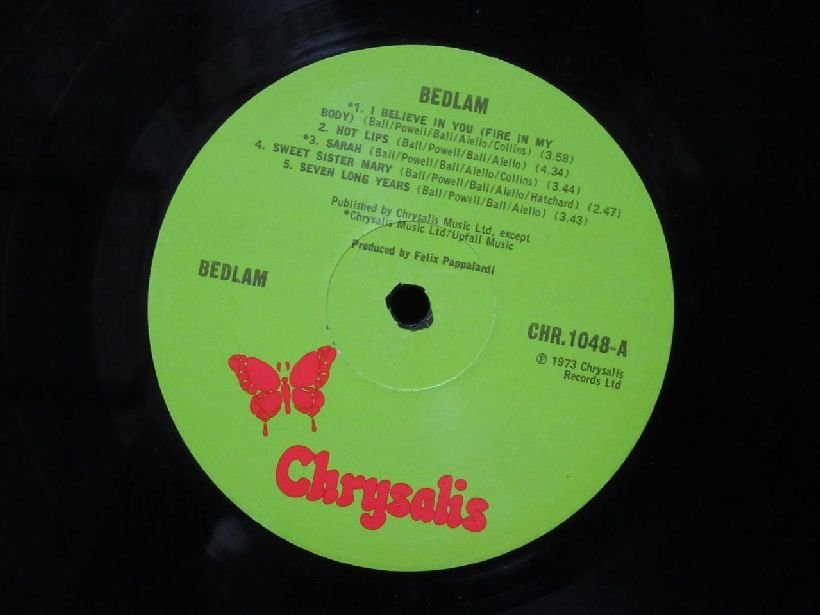 BEDLAM
*1. I BELIEVE IN YOU (FIRE IN MY
BODY) (Ball/Powell/Ball/Aiello/Collins) (3.58)
2. HOT LIPS (Ball/Powell/Ball/Aiello) (4.34)
*3. SARAH (Ball/Powell/Ball/Aiello/Collins) (3.44)
4. SWEET SISTER MARY (Ball/Powell/Ball/Aiello/Hatchard) (2.47)
5. SEVEN LONG YEARS (Ball/Powell/Ball/Aiello) (3.43)
Published by Chrysalis Music Ltd, except
*Chrysalis Music Ltd/Upfall Music
Produced by Felix Pappalardi
BEDLAM
CHR.1048-A
℗ 1973 Chrysalis
Records Ltd
Chrysalis